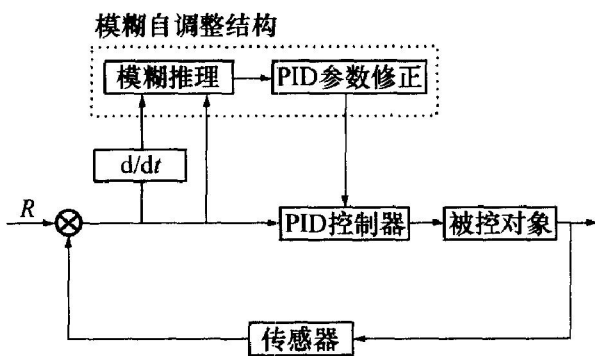 模糊自调整结构
模糊推理
PID参数修正
d/dt
R
PID控制器
被控对象
传感器